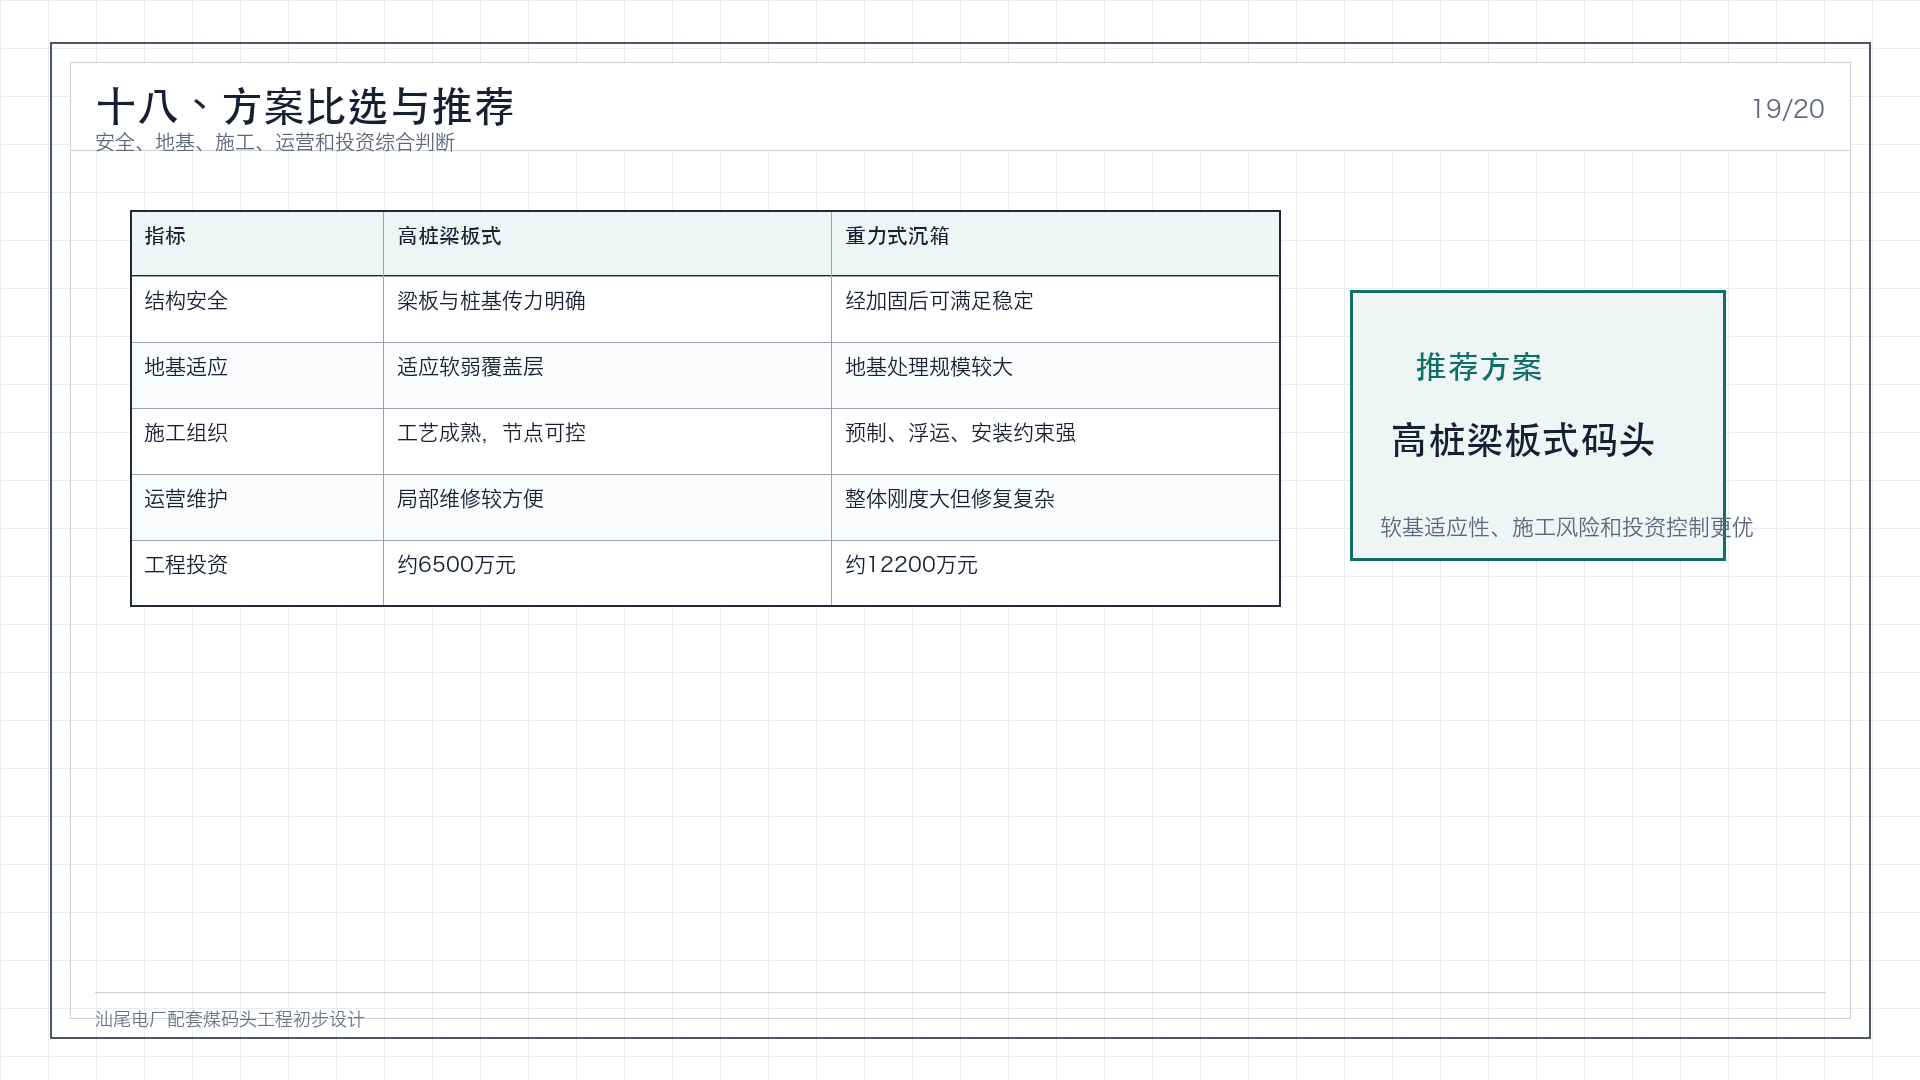 十八、方案比选与推荐
19/20
安全、地基、施工、运营和投资综合判断
指标 高桩梁板式 重力式沉箱
结构安全 梁板与桩基传力明确 经加固后可满足稳定
地基适应 适应软弱覆盖层 地基处理规模较大
施工组织 工艺成熟，节点可控 预制、浮运、安装约束强
运营维护 局部维修较方便 整体刚度大但修复复杂
工程投资 约6500万元 约12200万元
推荐方案
高桩梁板式码头
软基适应性、施工风险和投资控制更优
汕尾电厂配套煤码头工程初步设计